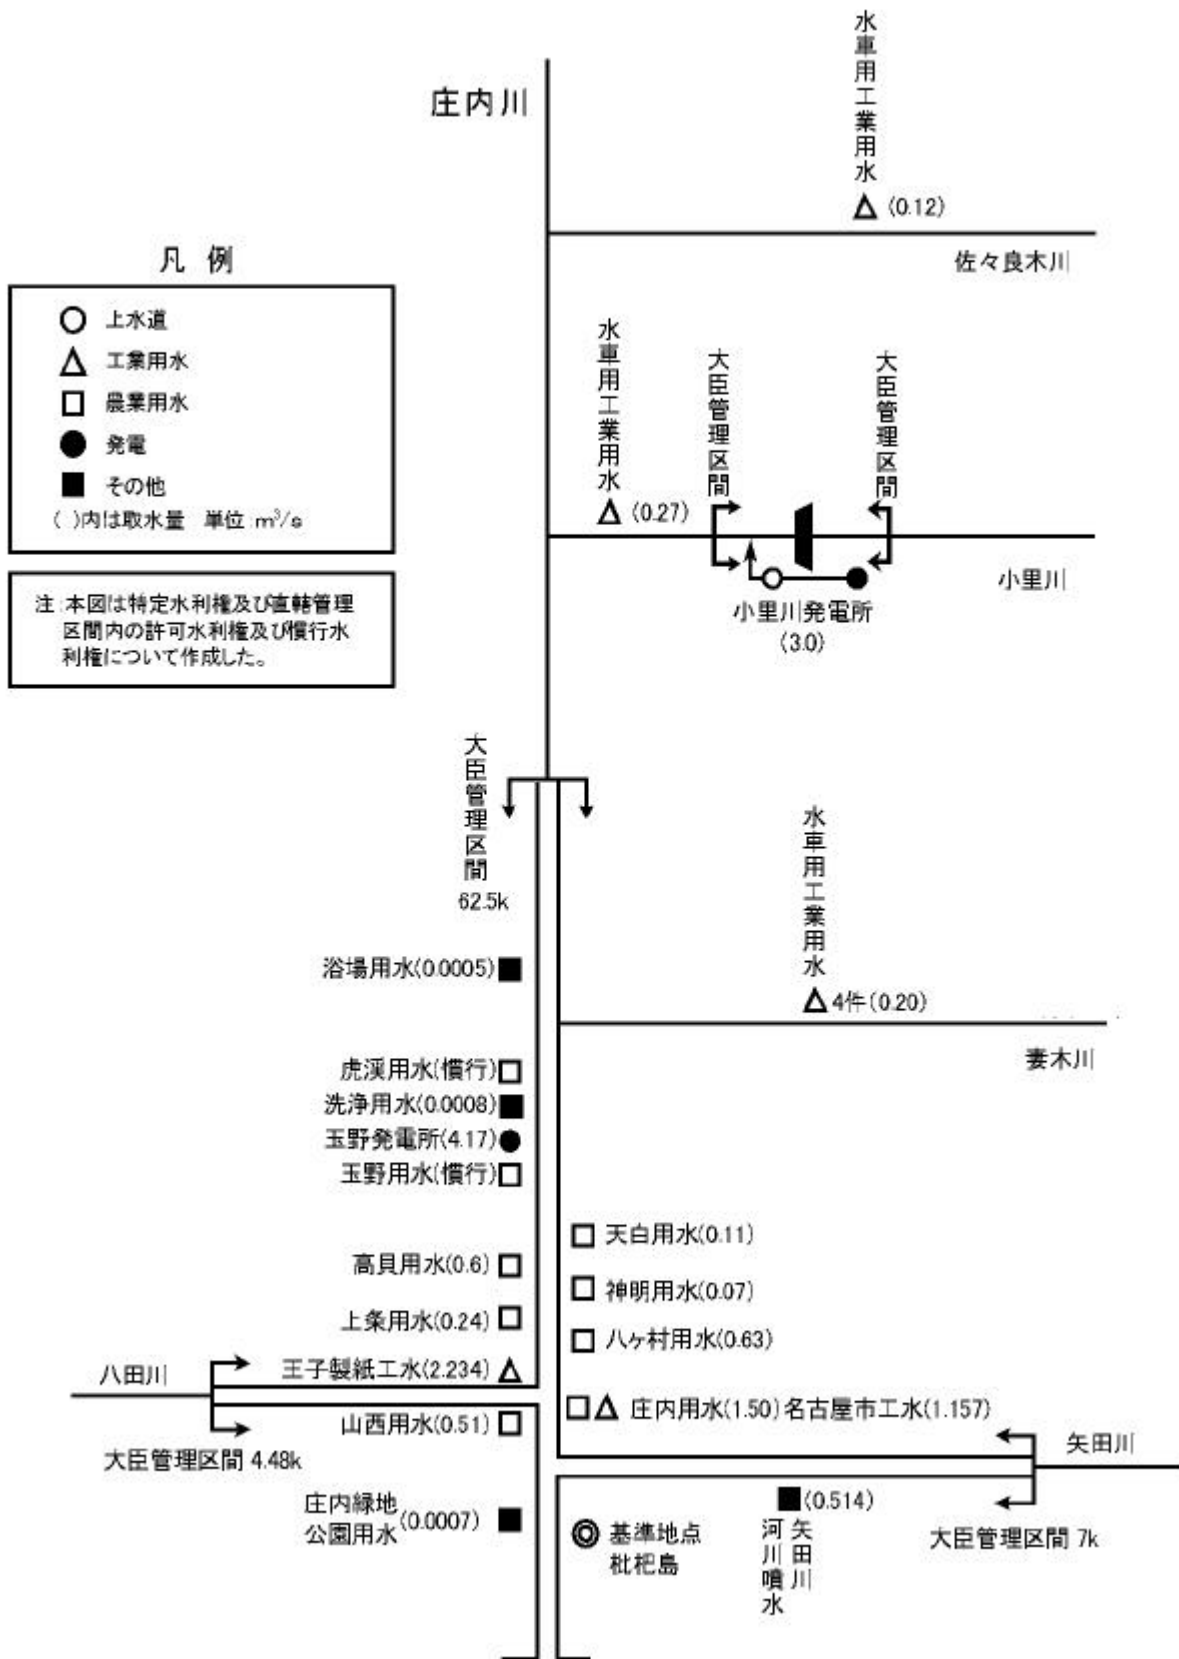 水車用工業用水
庄内川
(0.12)
佐々良木川
凡 例
上水道
工業用水
農業用水
発電
その他
( )内は取水量 単位:m³/s
注:本図は特定水利権及び直轄管理
区間内の許可水利権及び慣行水
利権について作成した。
水車用工業用水
大臣管理区間
大臣管理区間
(0.27)
小里川
小里川発電所
(3.0)
大臣管理区間
62.5k
水車用工業用水
4件(0.20)
妻木川
浴場用水(0.0005)
虎渓用水(慣行)
洗浄用水(0.0008)
玉野発電所(4.17)
玉野用水(慣行)
天白用水(0.11)
高貝用水(0.6)
神明用水(0.07)
上条用水(0.24)
八ヶ村用水(0.63)
八田川
王子製紙工水(2.234)
庄内用水(1.50)名古屋市工水(1.157)
山西用水(0.51)
大臣管理区間 4.48k
矢田川
庄内緑地
公園用水(0.0007)
(0.514)
矢田川
河川噴水
大臣管理区間 7k
基準地点
枇杷島